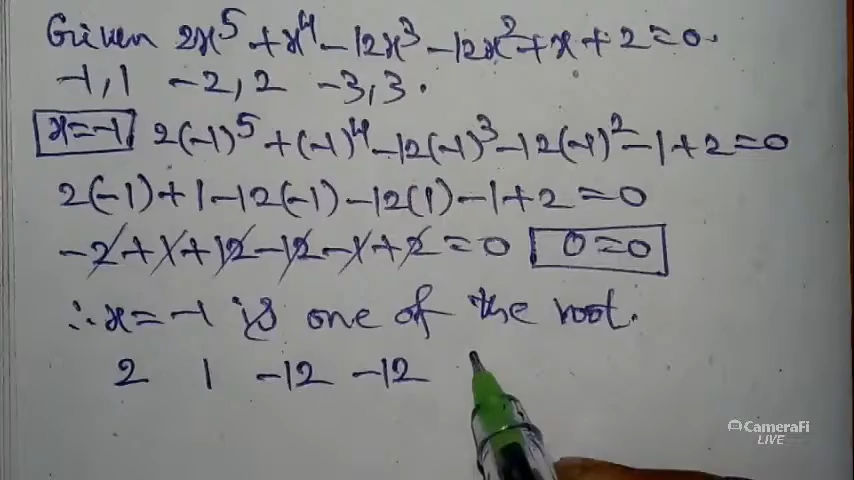 Given 2x⁵ + x⁴ - 12x³ - 12x² + x + 2 = 0.
-1, 1 -2, 2 -3, 3.
x = -1 2(-1)⁵ + (-1)⁴ - 12(-1)³ - 12(-1)² - 1 + 2 = 0
2(-1) + 1 - 12(-1) - 12(1) - 1 + 2 = 0
-2 + 1 + 12 - 12 - 1 + 2 = 0 0 = 0
∴ x = -1 is one of the root.
2 1 -12 -12
CameraFi
LIVE